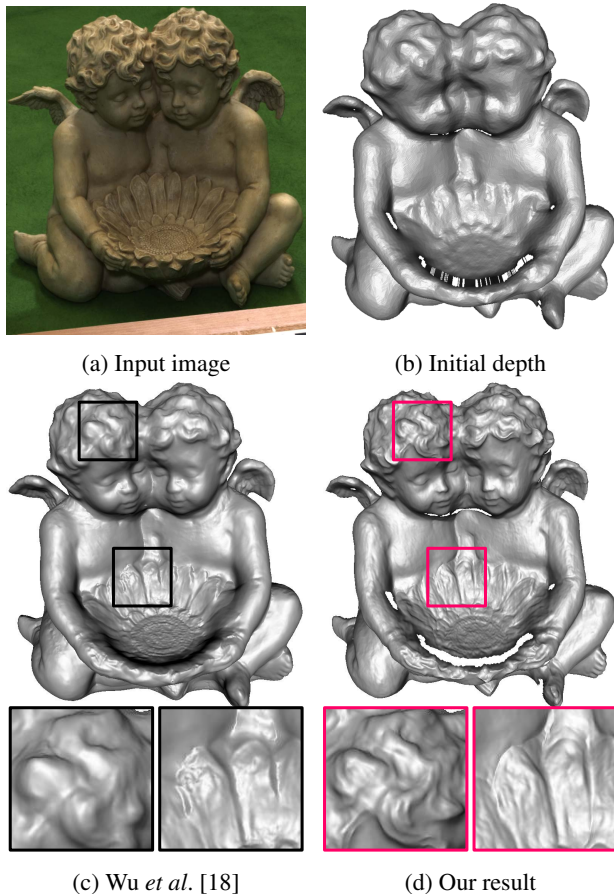 (a) Input image
(b) Initial depth
(c) Wu et al. [18]
(d) Our result